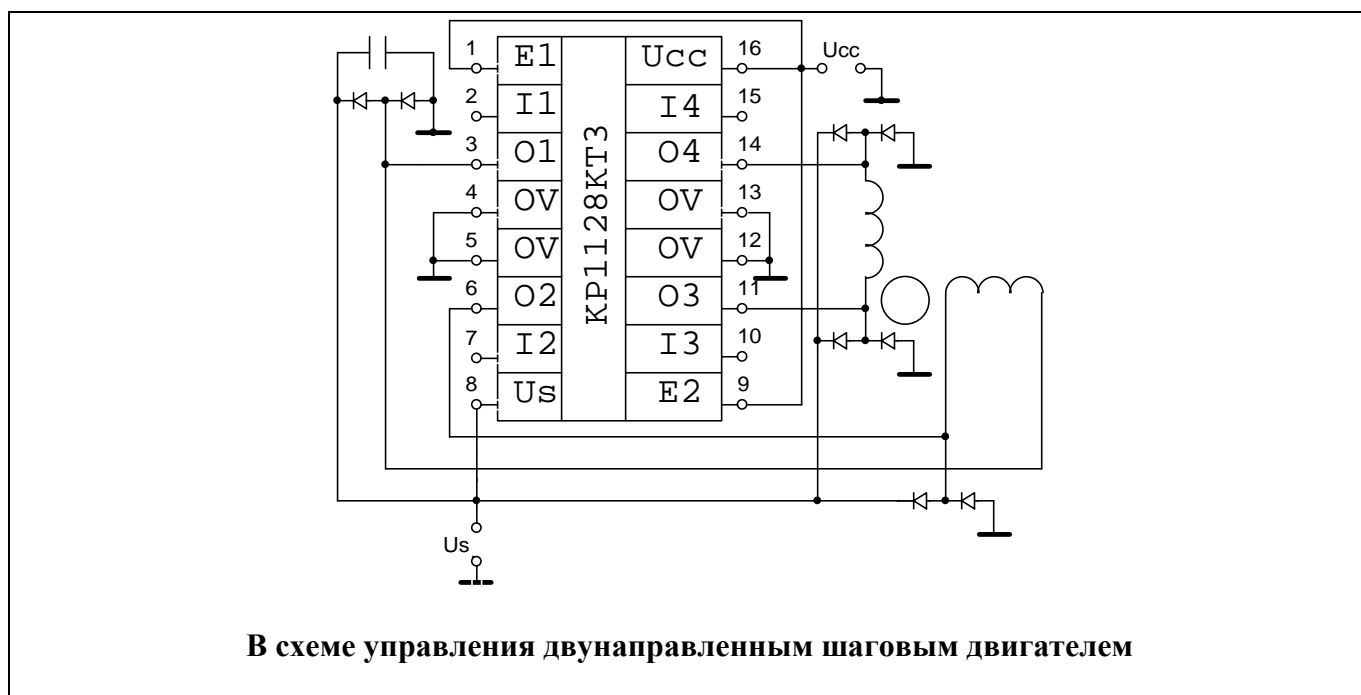 1 E1 Ucc 16 Ucc
2 I1 I4 15
3 O1 O4 14
4 OV OV 13
5 OV OV 12
6 O2 O3 11
7 I2 I3 10
8 Us E2 9
КР1128КТ3
Us
В схеме управления двунаправленным шаговым двигателем